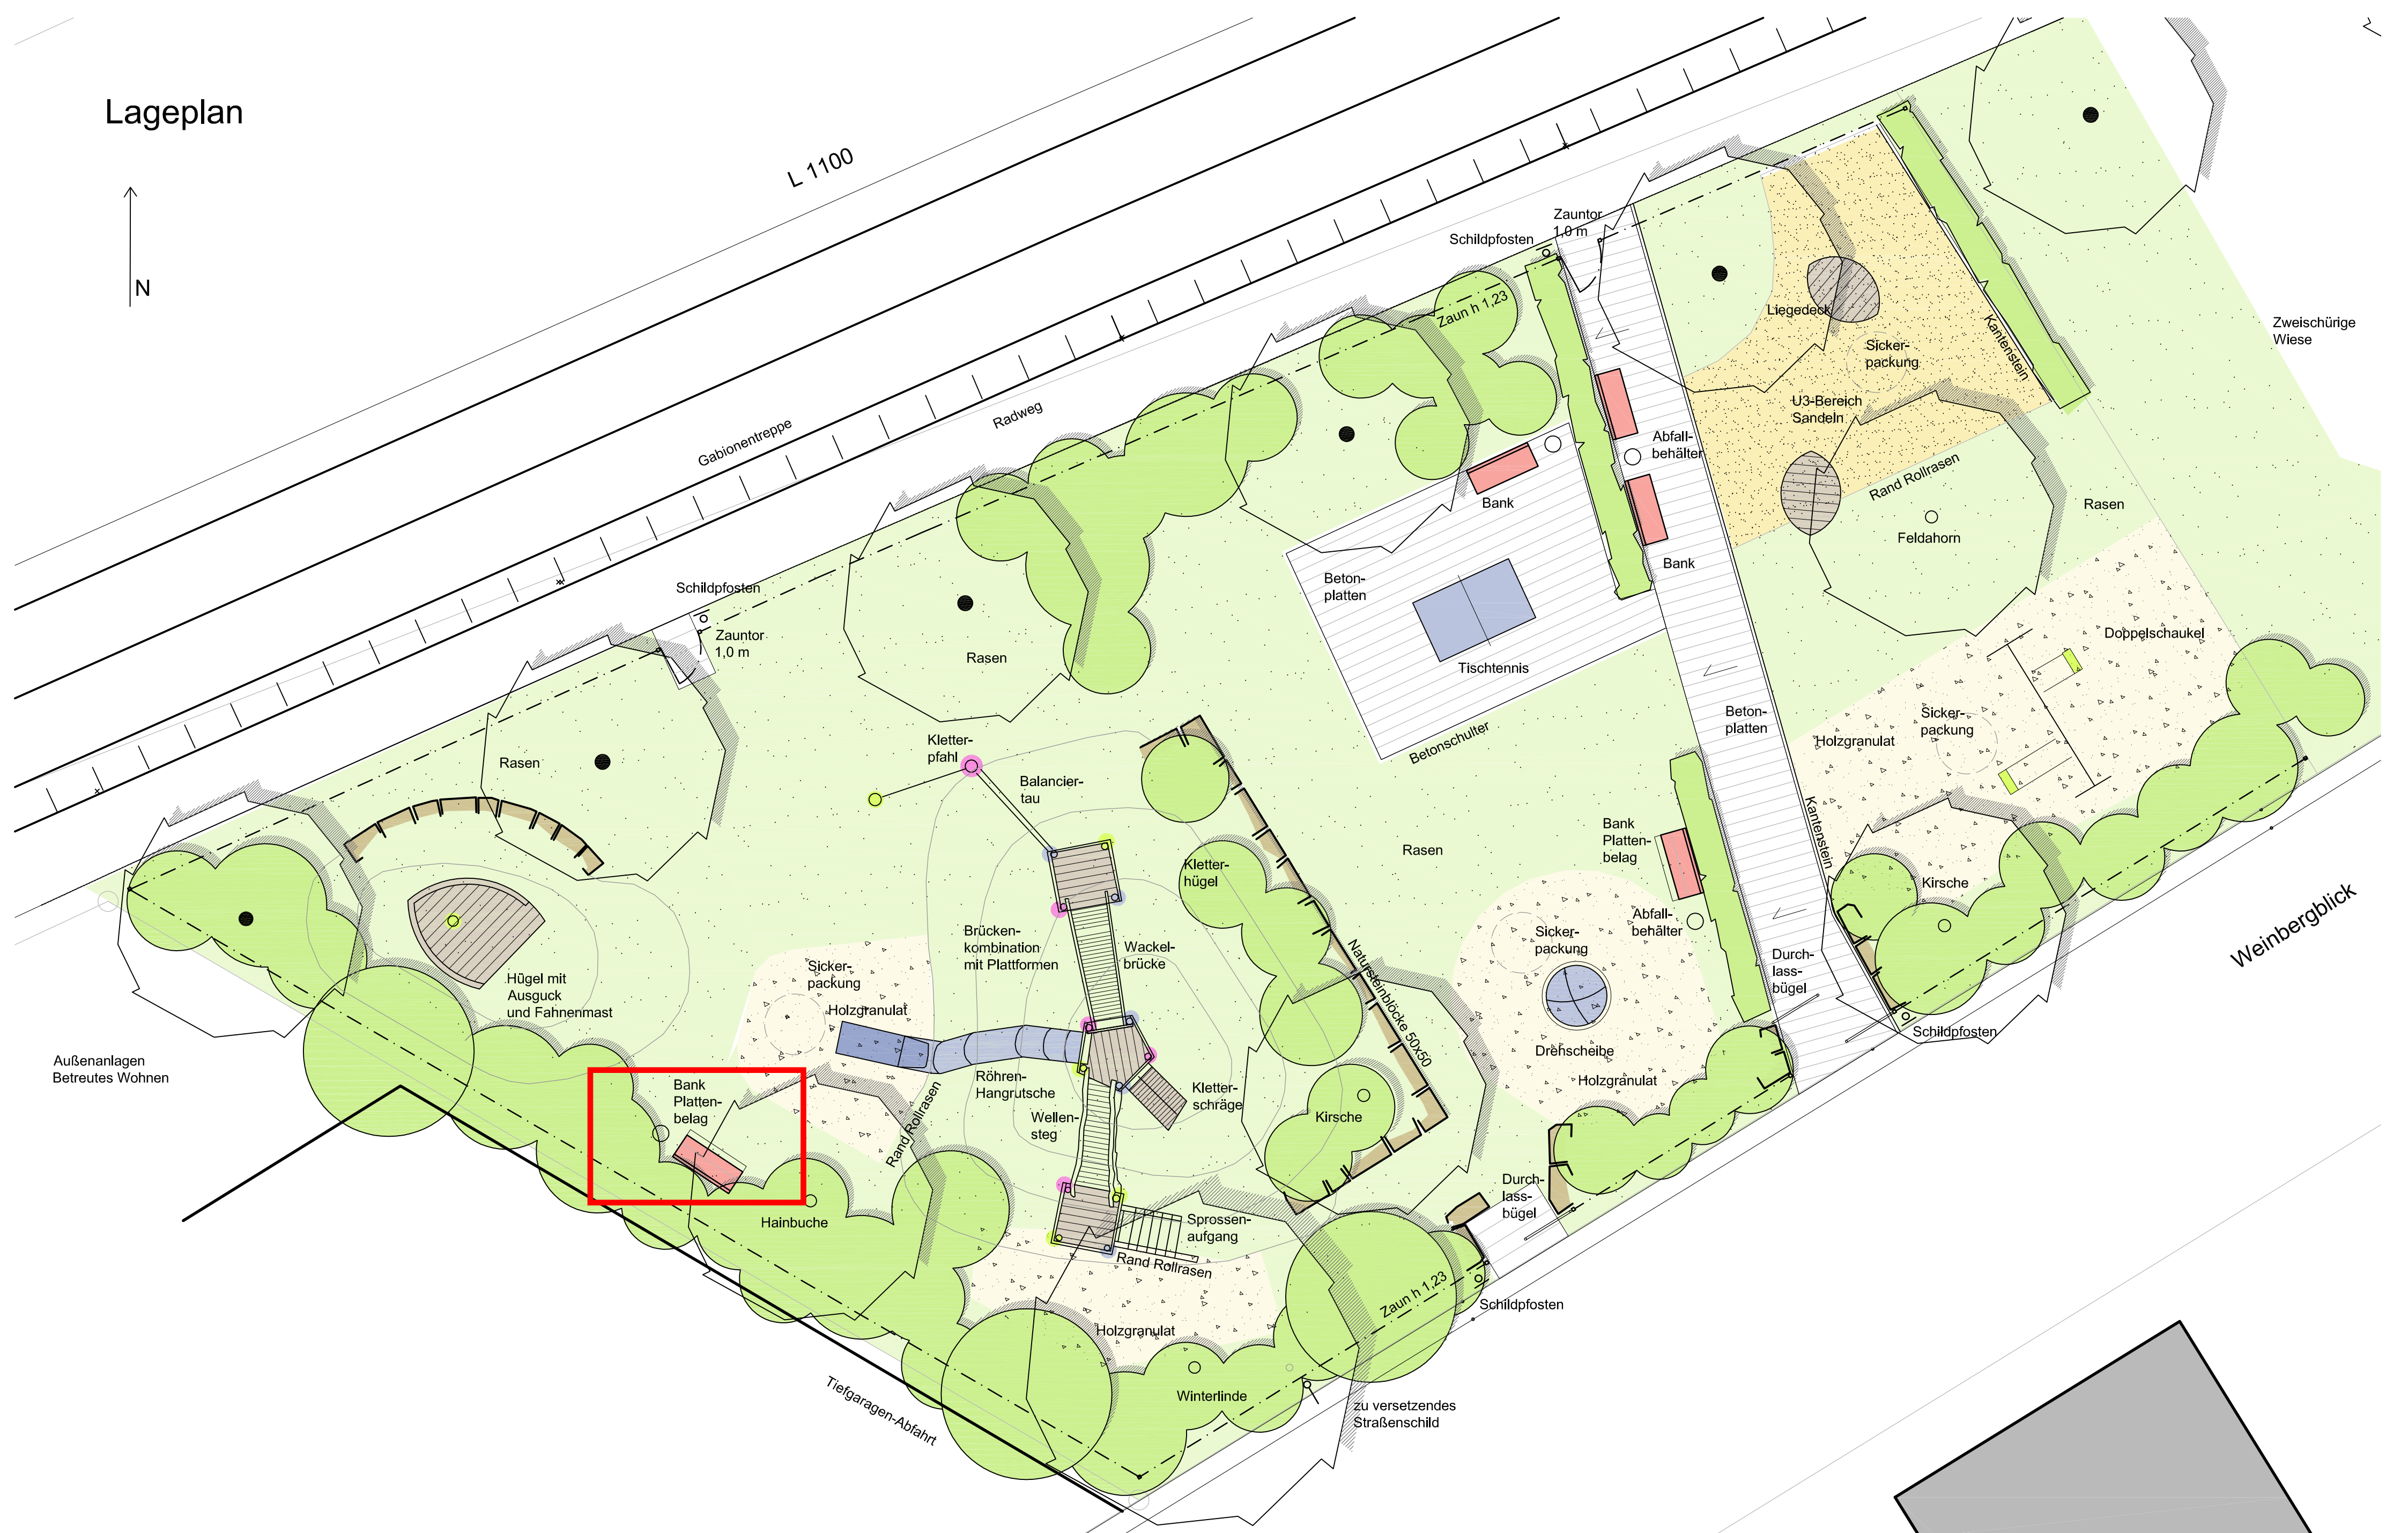 Lageplan
N
L 1100
Gabionentreppe
Radweg
Schildpfosten
Zauntor
1,0 m
Zaun h 1,23
Liegedeck
Sicker-
packung
Kantenstein
Zweischürige
Wiese
U3-Bereich
Sandeln
Abfall-
behälter
Bank
Rand Rollrasen
Rasen
Feldahorn
Bank
Beton-
platten
Tischtennis
Schildpfosten
Zauntor
1,0 m
Rasen
Doppelschaukel
Sicker-
packung
Holzgranulat
Beton-
platten
Betonschulter
Kletter-
pfahl
Rasen
Balancier-
tau
Bank
Platten-
belag
Rasen
Kantenstein
Kletter-
hügel
Kirsche
Abfall-
behälter
Weinbergblick
Brücken-
kombination
mit Plattformen
Wackel-
brücke
Natursteinblöcke 50x50
Sicker-
packung
Durch-
lass-
bügel
Hügel mit
Ausguck
und Fahnenmast
Sicker-
packung
Holzgranulat
Schildpfosten
Drehscheibe
Holzgranulat
Außenanlagen
Betreutes Wohnen
Bank
Platten-
belag
Röhren-
Hangrutsche
Kletter-
schräge
Rand Rollrasen
Wellen-
steg
Kirsche
Durch-
lass-
bügel
Hainbuche
Sprossen-
aufgang
Rand Rollrasen
Zaun h 1,23
Schildpfosten
Holzgranulat
Winterlinde
Tiefgaragen-Abfahrt
zu versetzendes
Straßenschild